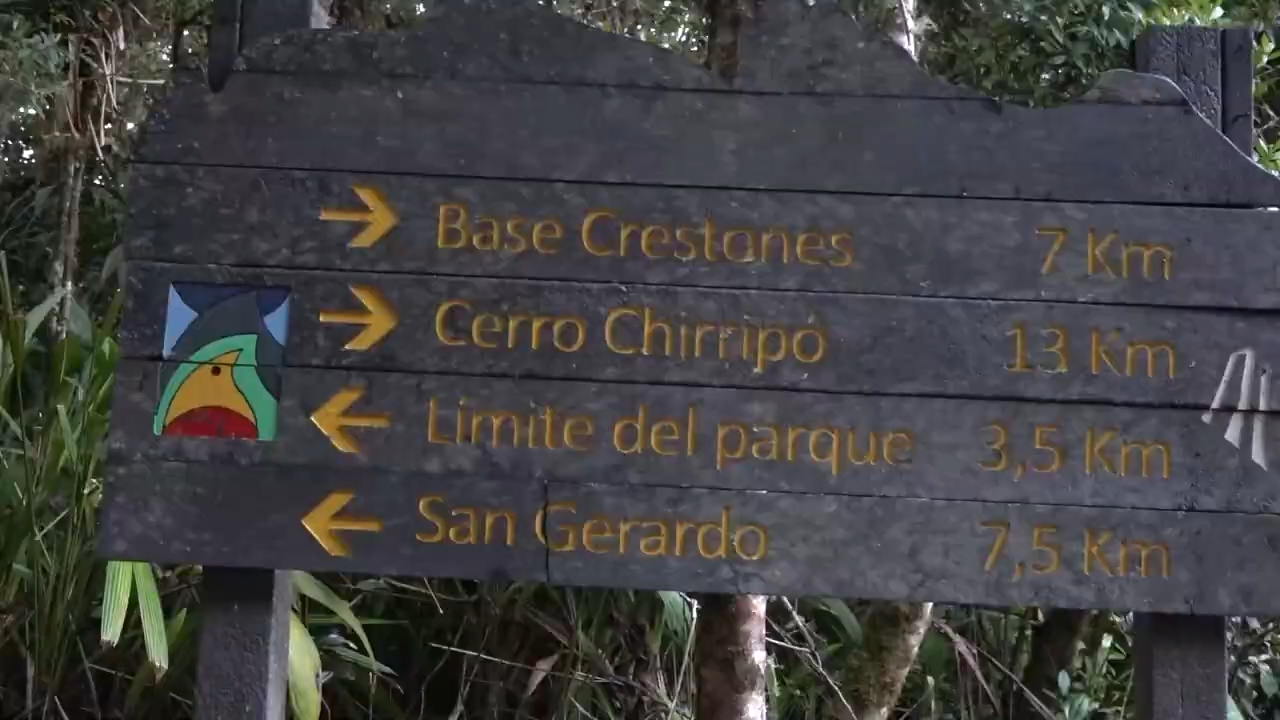 Base Crestones 7 Km
Cerro Chirripó 13 Km
Limite del parque 3,5 Km
San Gerardo 7,5 Km